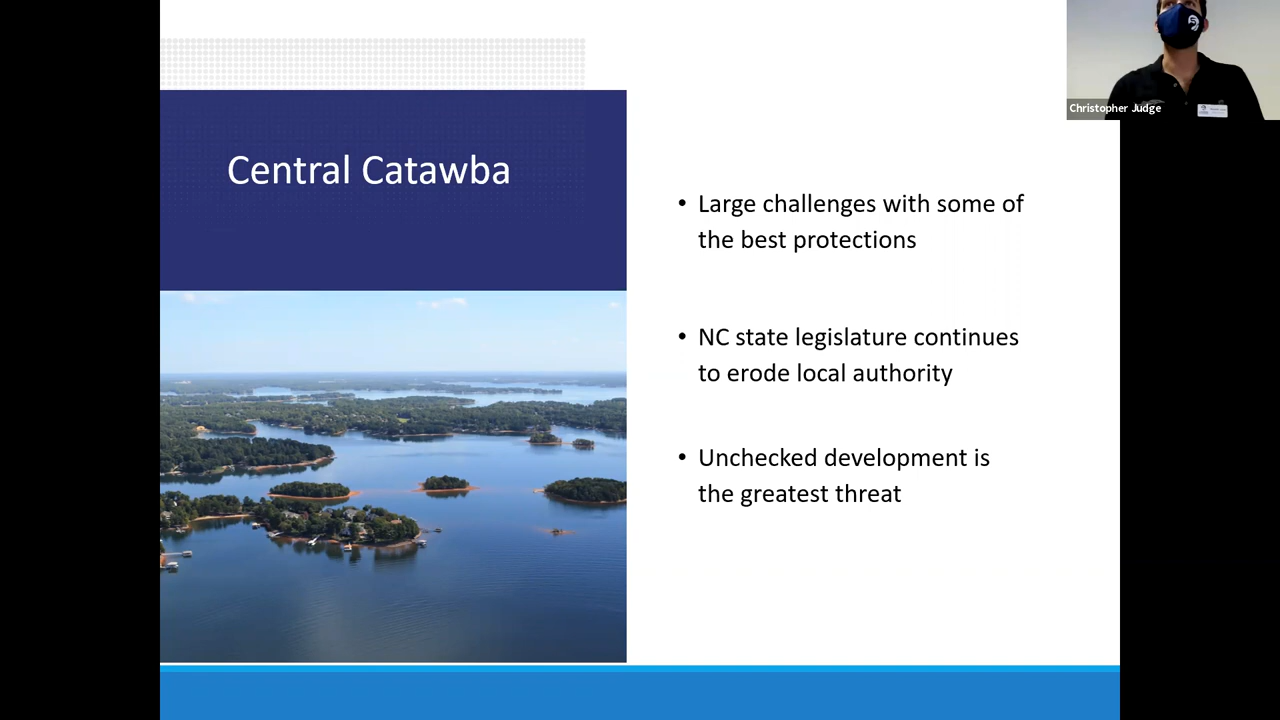 Christopher Judge
Central Catawba
• Large challenges with some of
the best protections
• NC state legislature continues
to erode local authority
• Unchecked development is
the greatest threat